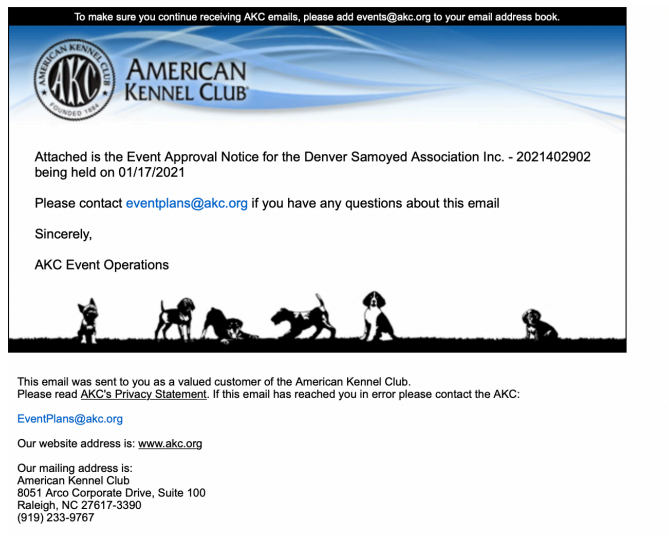 To make sure you continue receiving AKC emails, please add events@akc.org to your email address book.
AMERICAN KENNEL CLUB
AKC
FOUNDED 1884
AMERICAN
KENNEL CLUB®
Attached is the Event Approval Notice for the Denver Samoyed Association Inc. - 2021402902
being held on 01/17/2021
Please contact eventplans@akc.org if you have any questions about this email
Sincerely,
AKC Event Operations
This email was sent to you as a valued customer of the American Kennel Club.
Please read AKC's Privacy Statement. If this email has reached you in error please contact the AKC:
EventPlans@akc.org
Our website address is: www.akc.org
Our mailing address is:
American Kennel Club
8051 Arco Corporate Drive, Suite 100
Raleigh, NC 27617-3390
(919) 233-9767